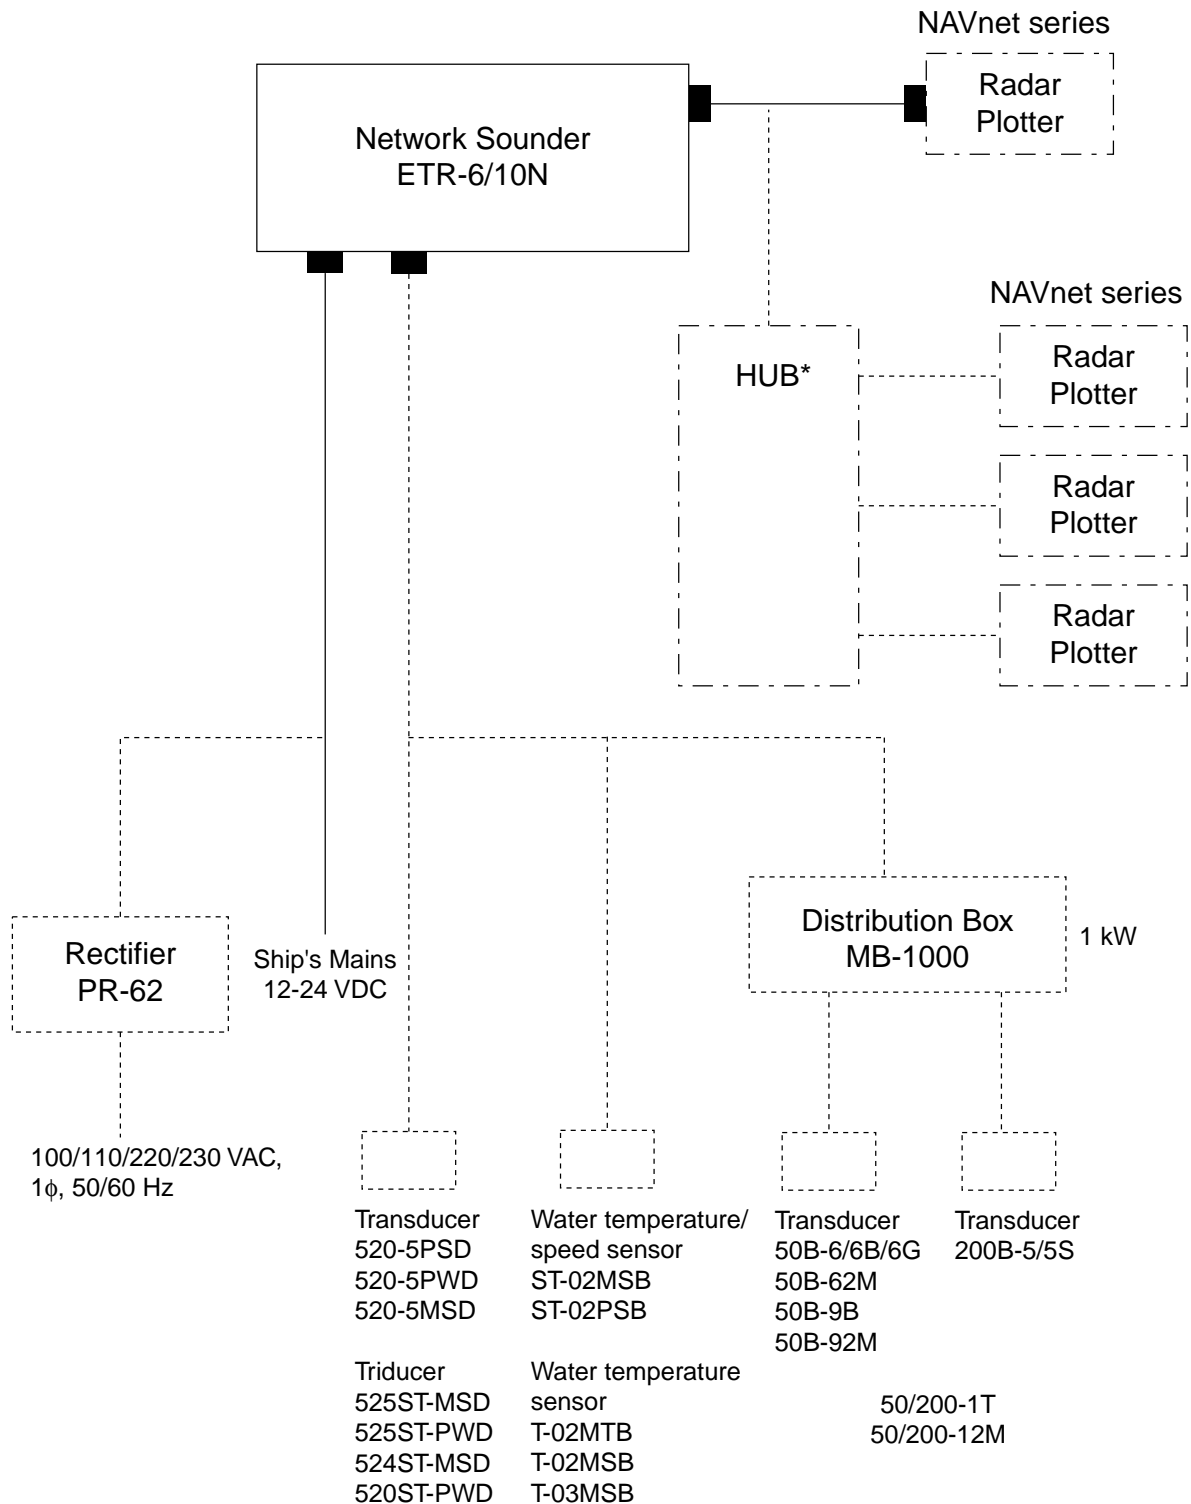 NAVnet series
Radar
Plotter
Network Sounder
ETR-6/10N
NAVnet series
HUB*
Radar
Plotter
Radar
Plotter
Radar
Plotter
Rectifier
PR-62
Ship's Mains
12-24 VDC
Distribution Box
MB-1000
1 kW
100/110/220/230 VAC,
1ϕ, 50/60 Hz
Transducer
520-5PSD
520-5PWD
520-5MSD
Triducer
525ST-MSD
525ST-PWD
524ST-MSD
520ST-PWD
Water temperature/
speed sensor
ST-02MSB
ST-02PSB
Water temperature
sensor
T-02MTB
T-02MSB
T-03MSB
Transducer
50B-6/6B/6G
50B-62M
50B-9B
50B-92M
Transducer
200B-5/5S
50/200-1T
50/200-12M